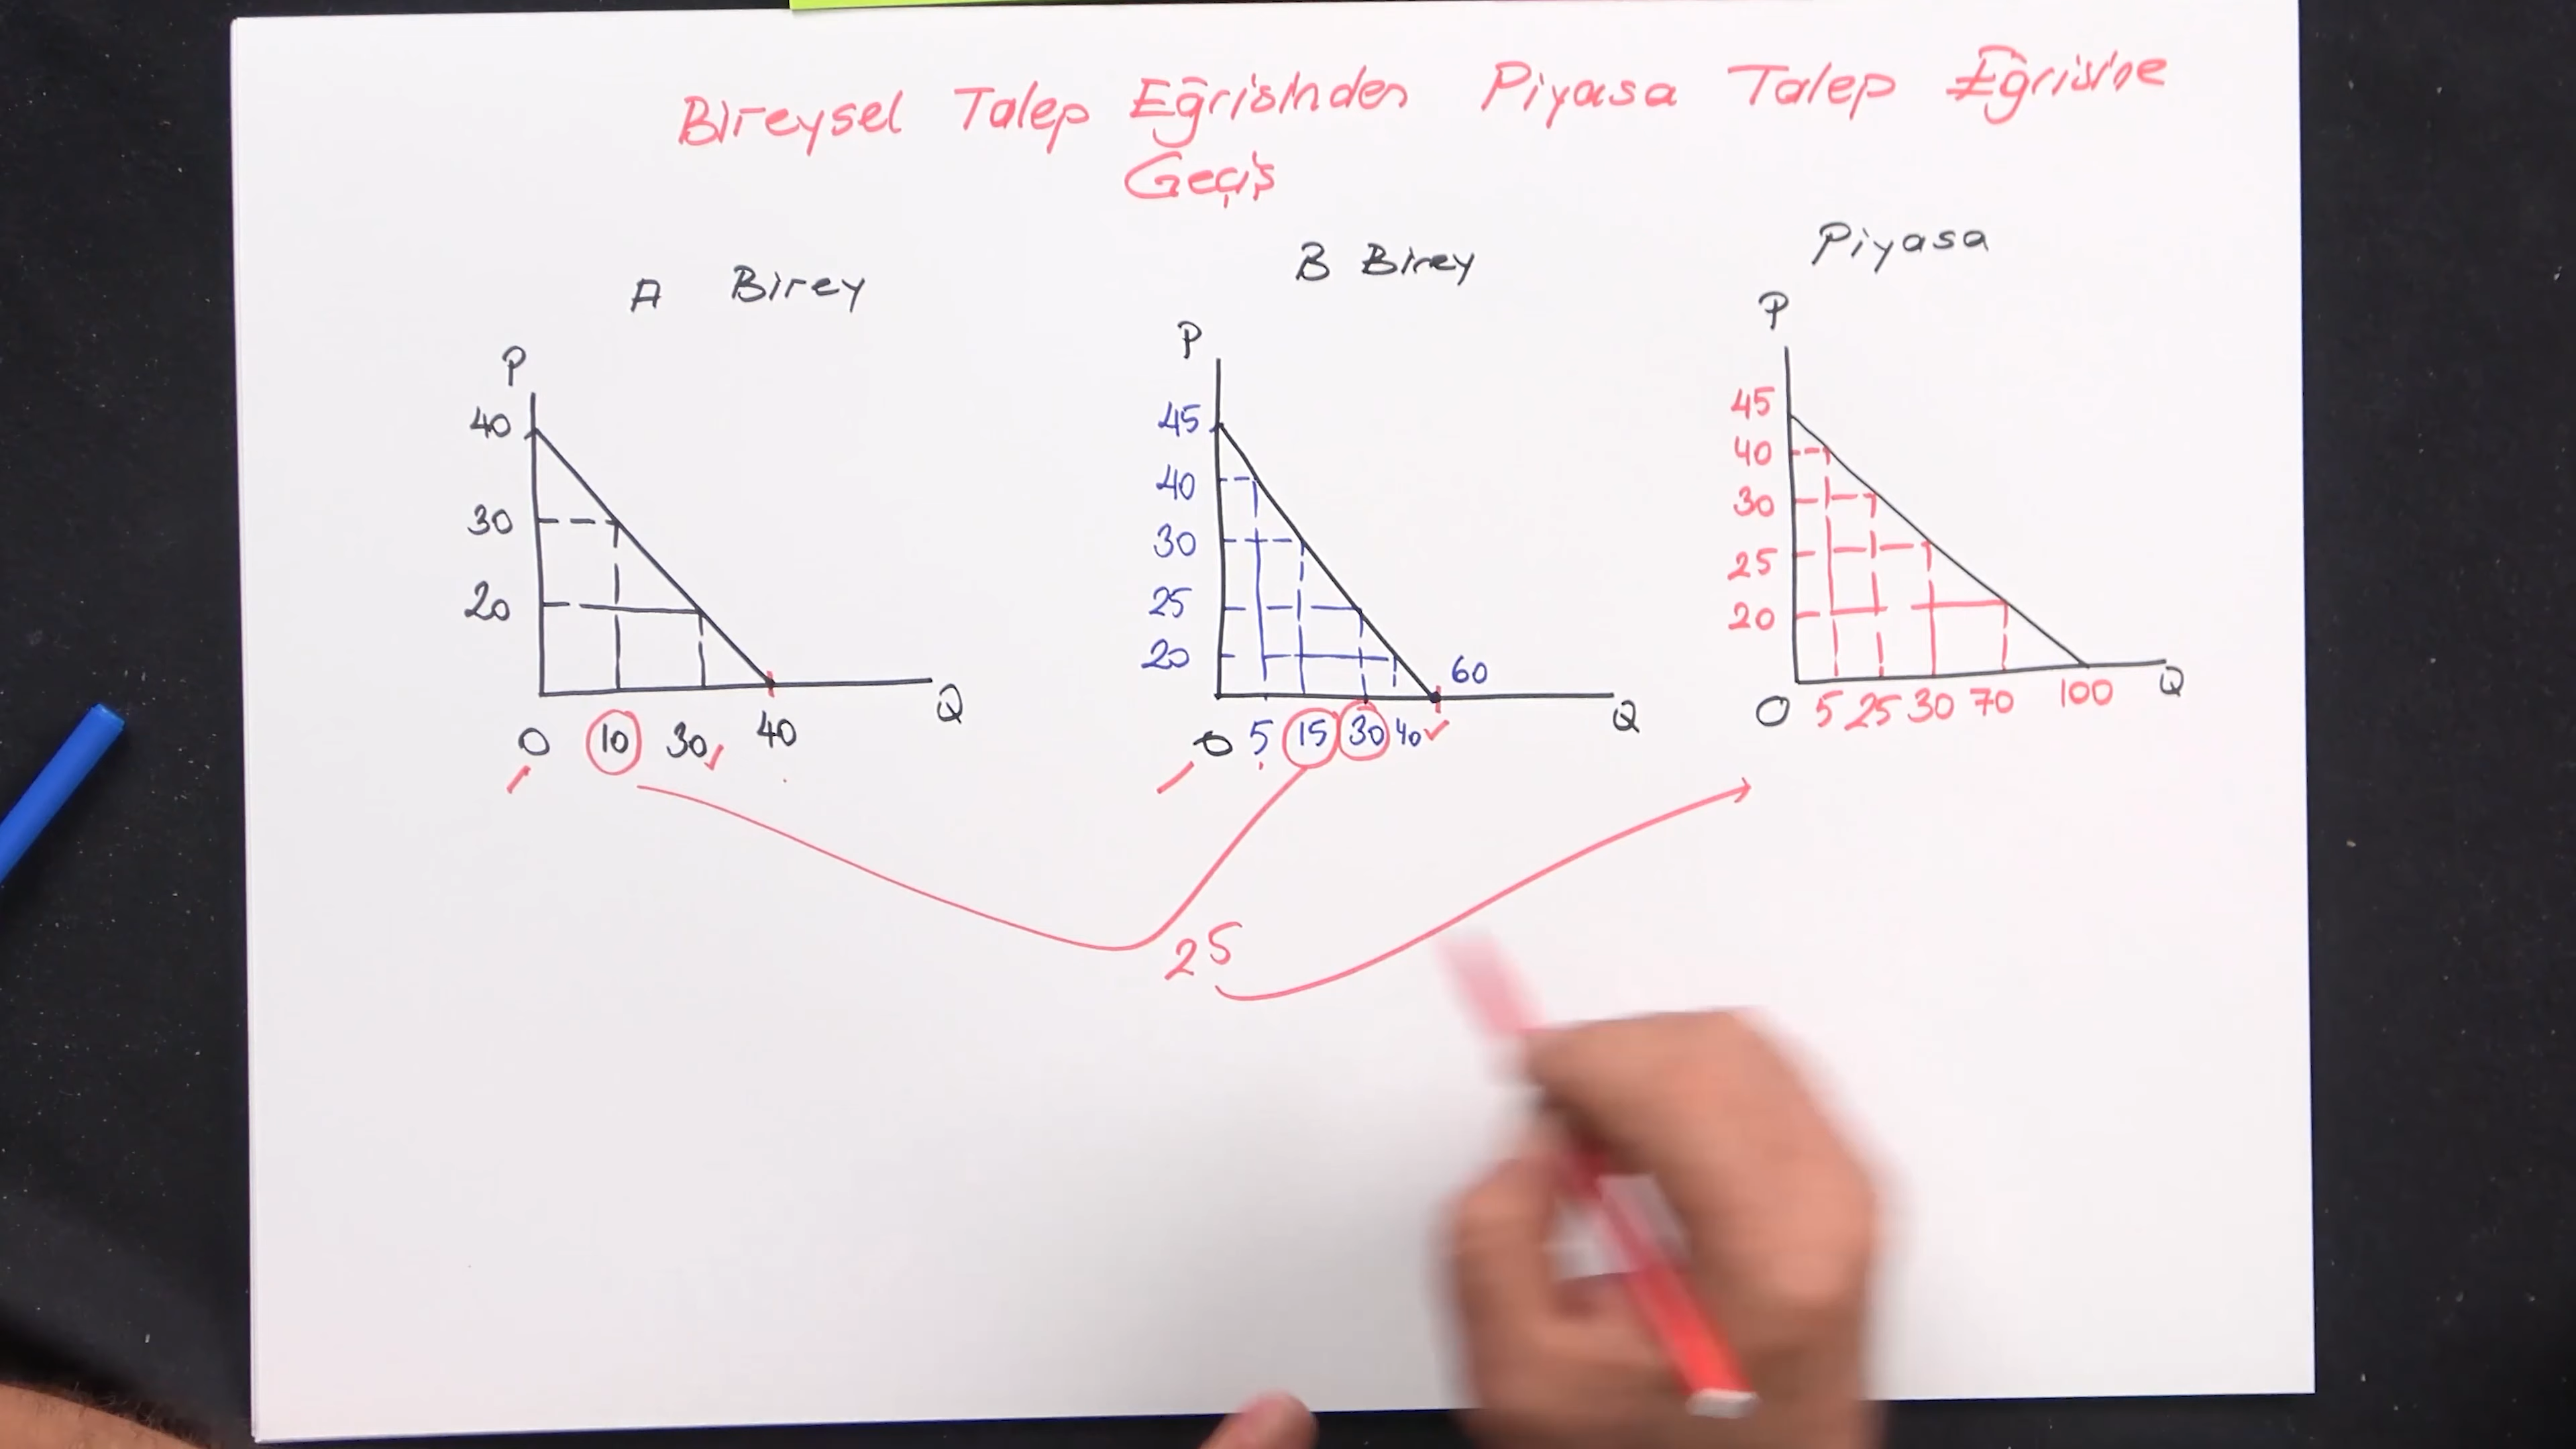 Bireysel Talep Eğrisinden Piyasa Talep Eğrisine
Geçiş
A Birey
P
40
30
20
0 10 30 40 Q
B Birey
P
45
40
30
25
20
60
0 5 15 30 40 Q
Piyasa
P
45
40
30
25
20
0 5 25 30 70 100 Q
25